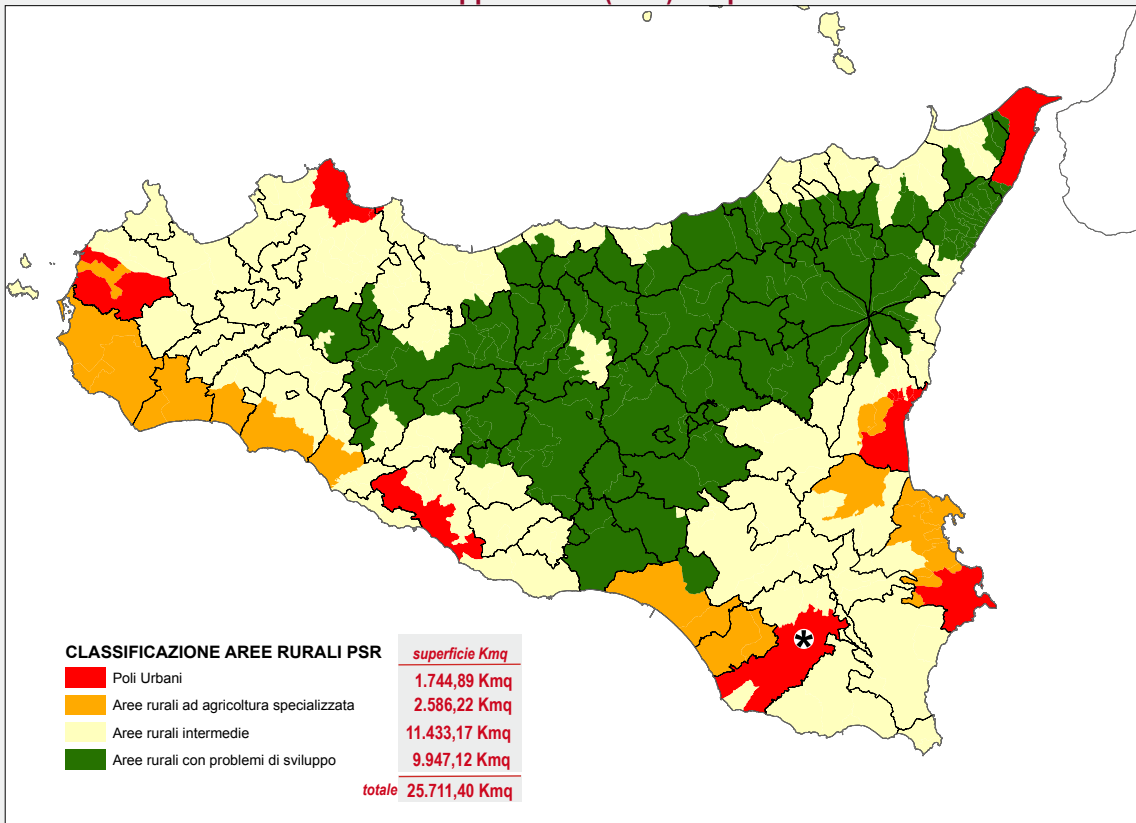 CLASSIFICAZIONE AREE RURALI PSR superficie Kmq
Poli Urbani 1.744,89 Kmq
Aree rurali ad agricoltura specializzata 2.586,22 Kmq
Aree rurali intermedie 11.433,17 Kmq
Aree rurali con problemi di sviluppo 9.947,12 Kmq
totale 25.711,40 Kmq